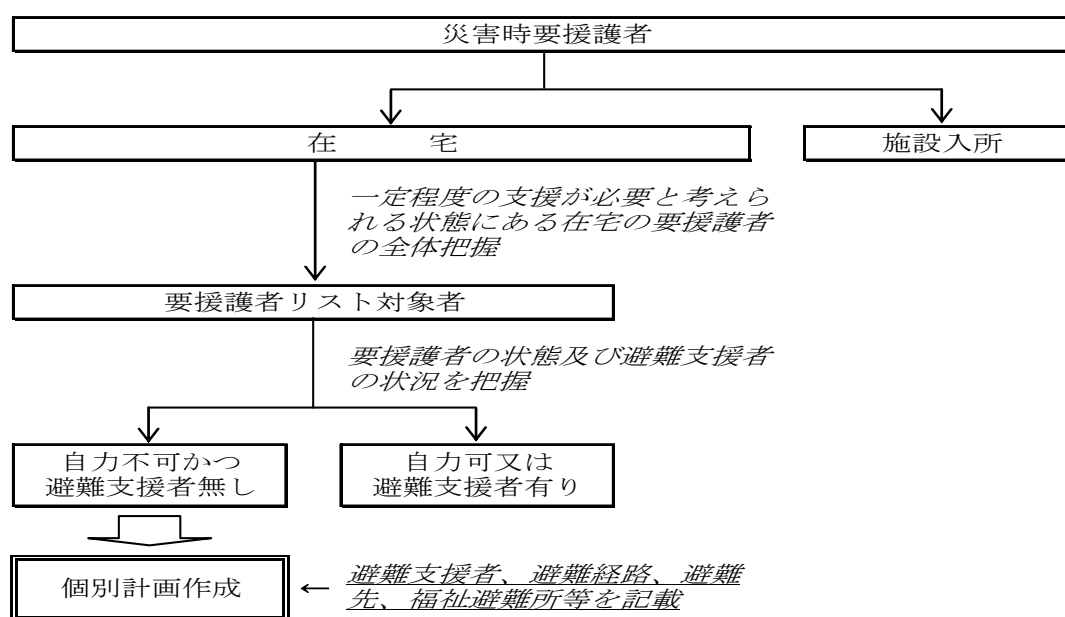 災害時要援護者
在　　宅
施設入所
一定程度の支援が必要と考えら
れる状態にある在宅の要援護者
の全体把握
要援護者リスト対象者
要援護者の状態及び避難支援者
の状況を把握
自力不可かつ
避難支援者無し
自力可又は
避難支援者有り
個別計画作成
← 避難支援者、避難経路、避難
先、福祉避難所等を記載